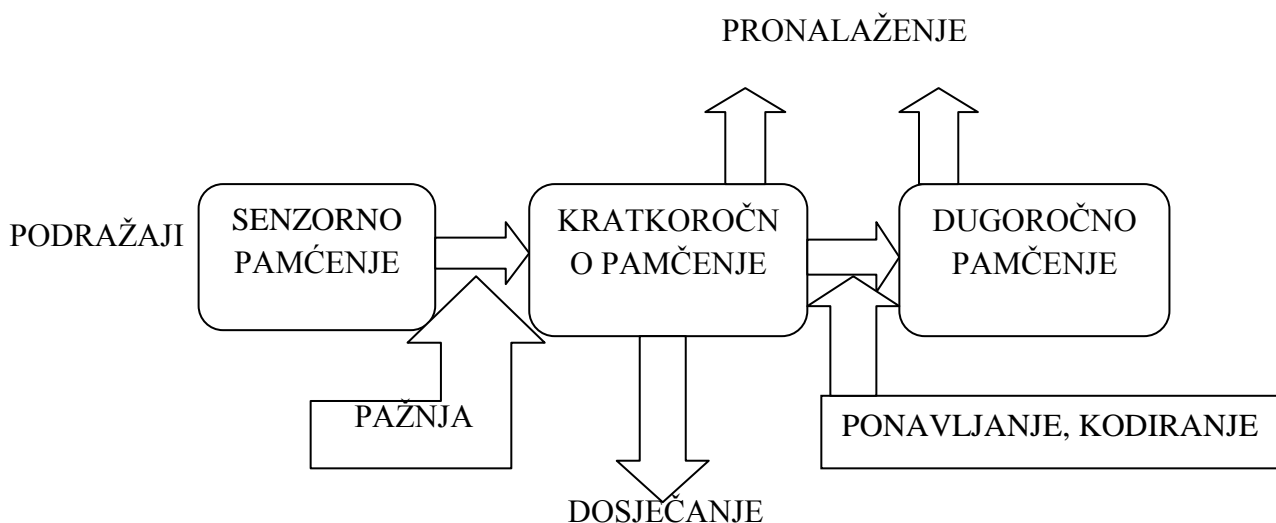 PRONALAŽENJE
PODRAŽAJI
SENZORNO
PAMĆENJE
KRATKOROČN
O PAMČENJE
DUGOROČNO
PAMČENJE
PAŽNJA
PONAVLJANJE, KODIRANJE
DOSJEČANJE